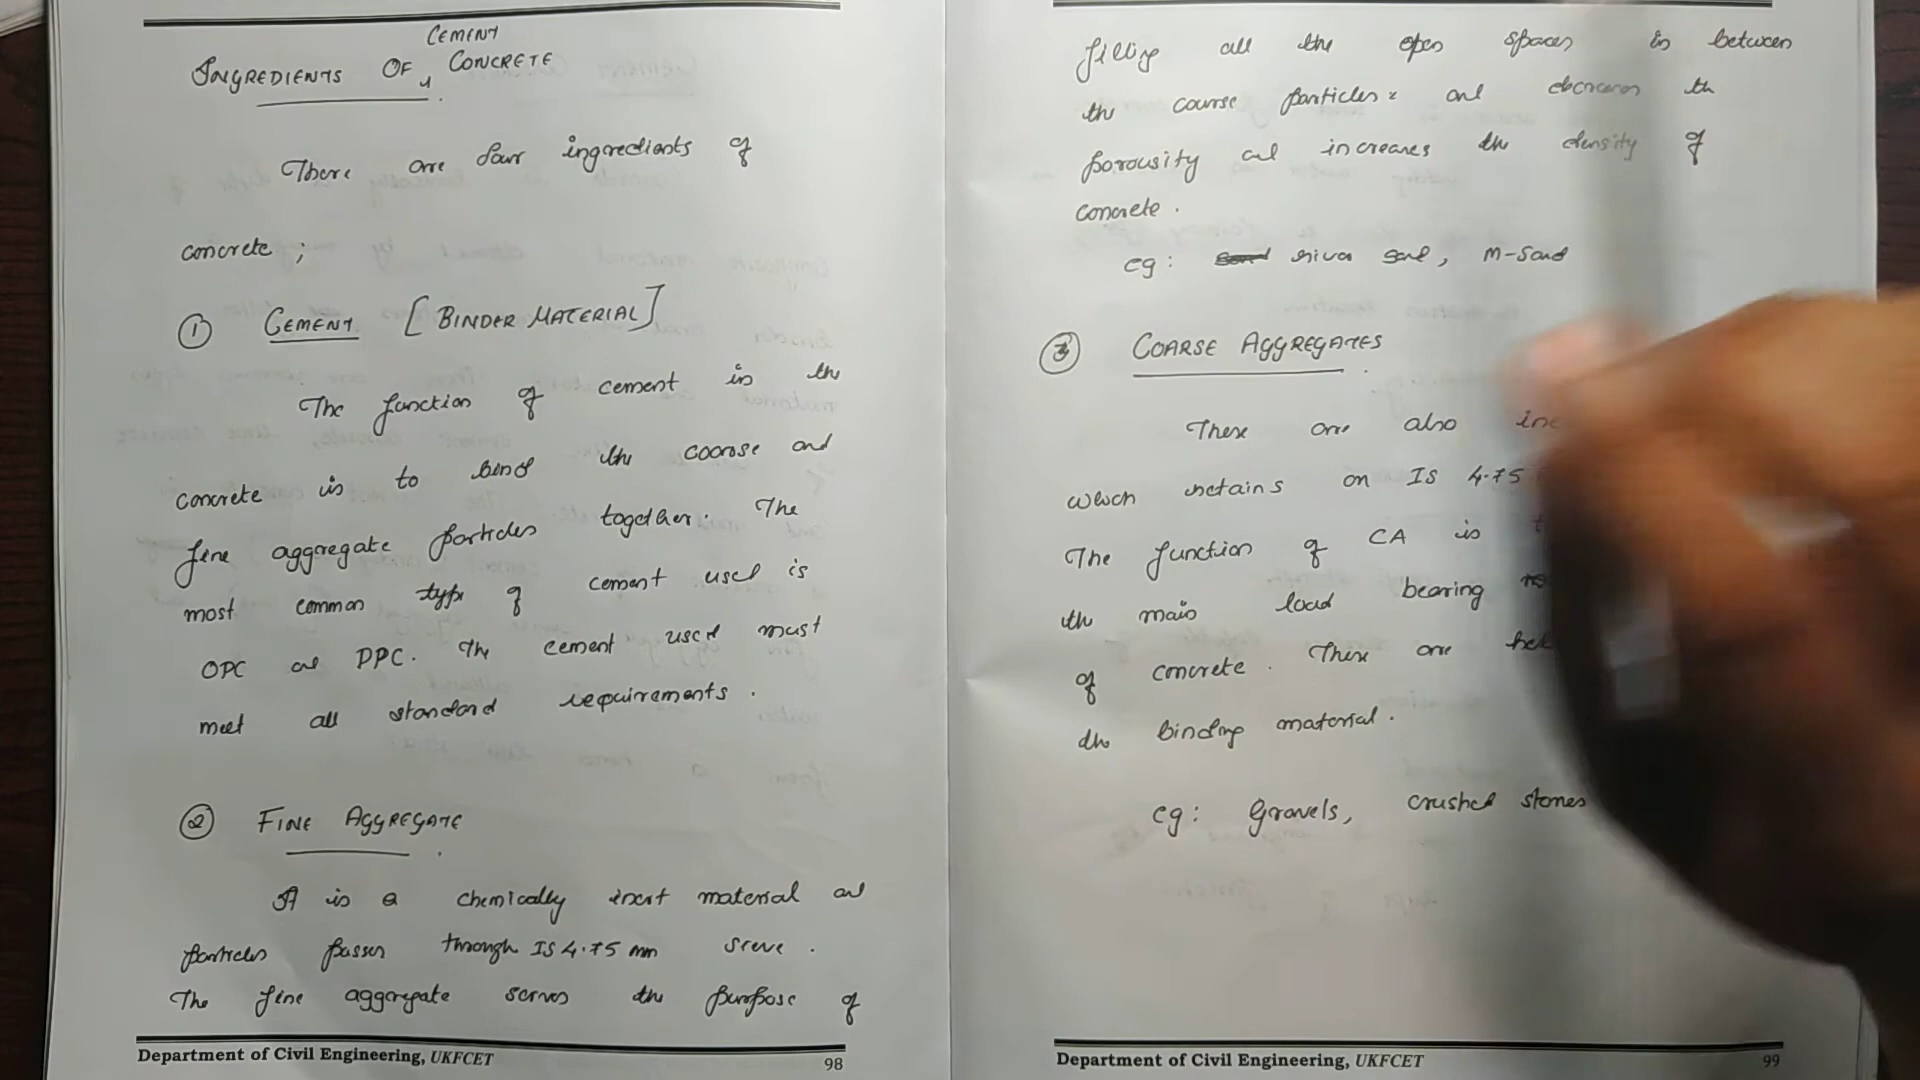 INGREDIENTS OF CEMENT CONCRETE
There are four ingredients of
concrete ;
① CEMENT [BINDER MATERIAL]
The function of cement in the
concrete is to bind the coarse and
fine aggregate particles together. The
most common type of cement used is
OPC and PPC. The cement used must
meet all standard requirements.
② FINE AGGREGATE
It is a chemically inert material and
particles passes through IS 4.75 mm sieve.
The fine aggregate serves the purpose of
Department of Civil Engineering, UKFCET 98
filling all the open spaces in between
the course particles and decreases the
porosity and increases the density of
concrete.
eg: river sand, M-Sand
③ COARSE AGGREGATES
These are also
which retains on IS 4.75
The function of CA is
the main load bearing
of concrete. These are
the binding material.
eg: Gravels, crushed stones
Department of Civil Engineering, UKFCET 99